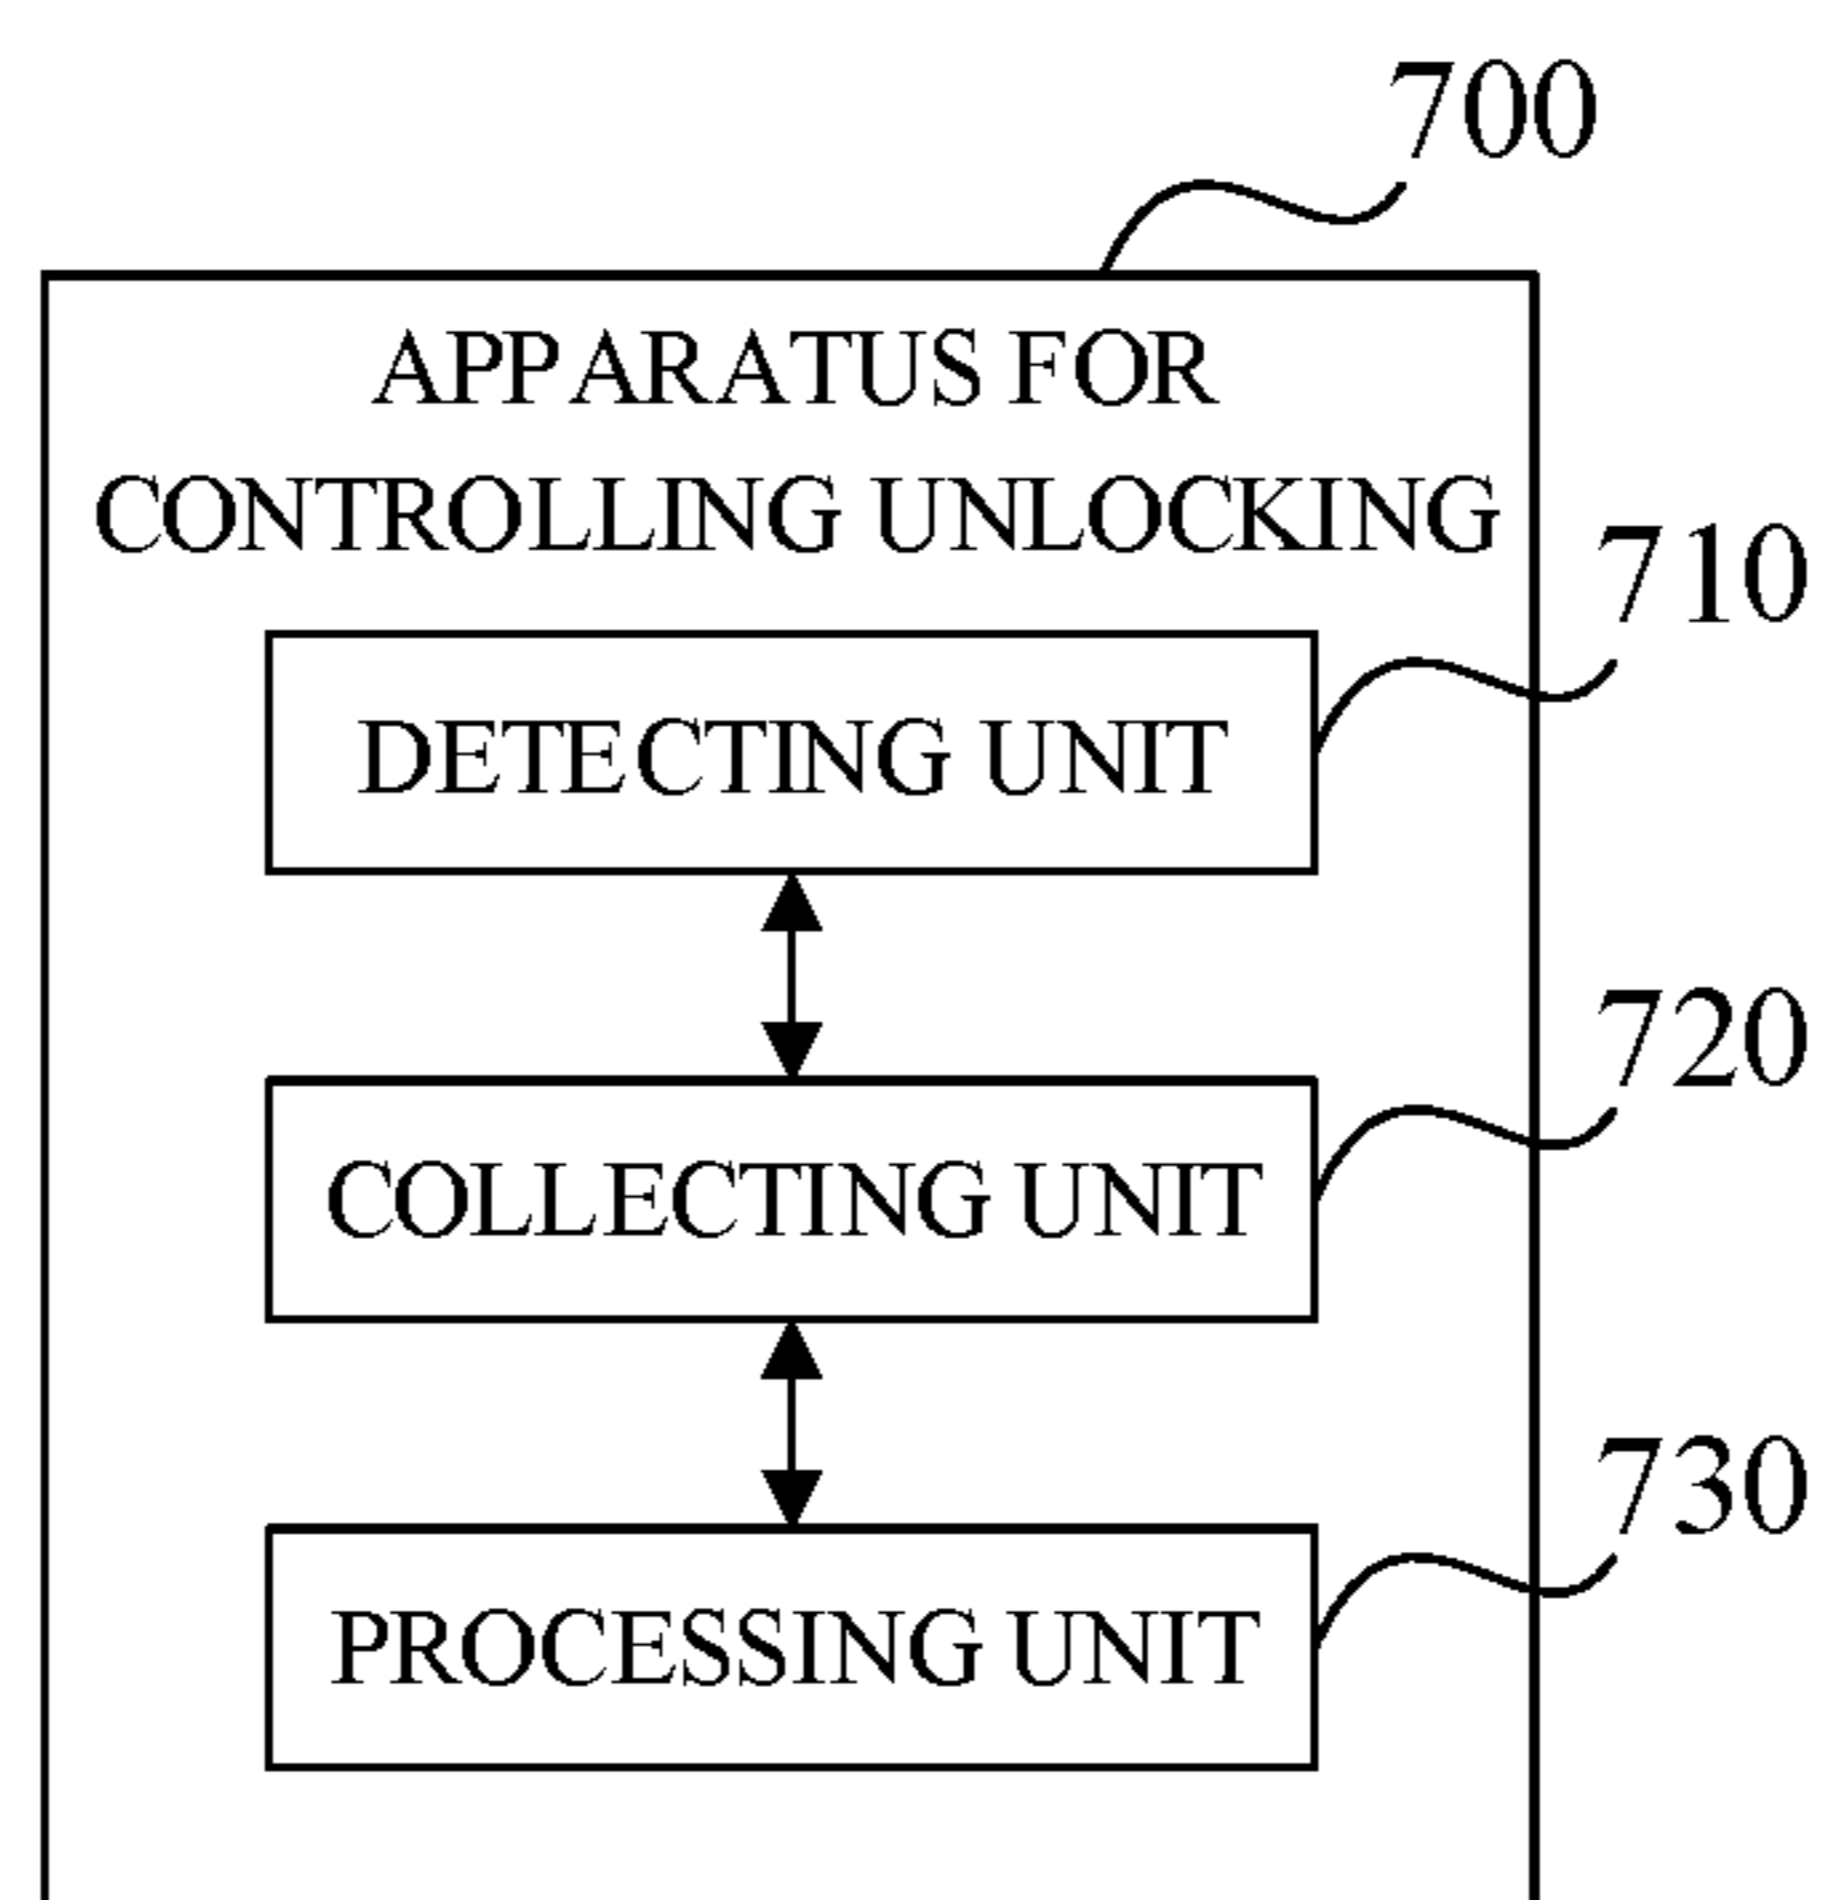 700
APPARATUS FOR
CONTROLLING UNLOCKING
710
DETECTING UNIT
720
COLLECTING UNIT
730
PROCESSING UNIT